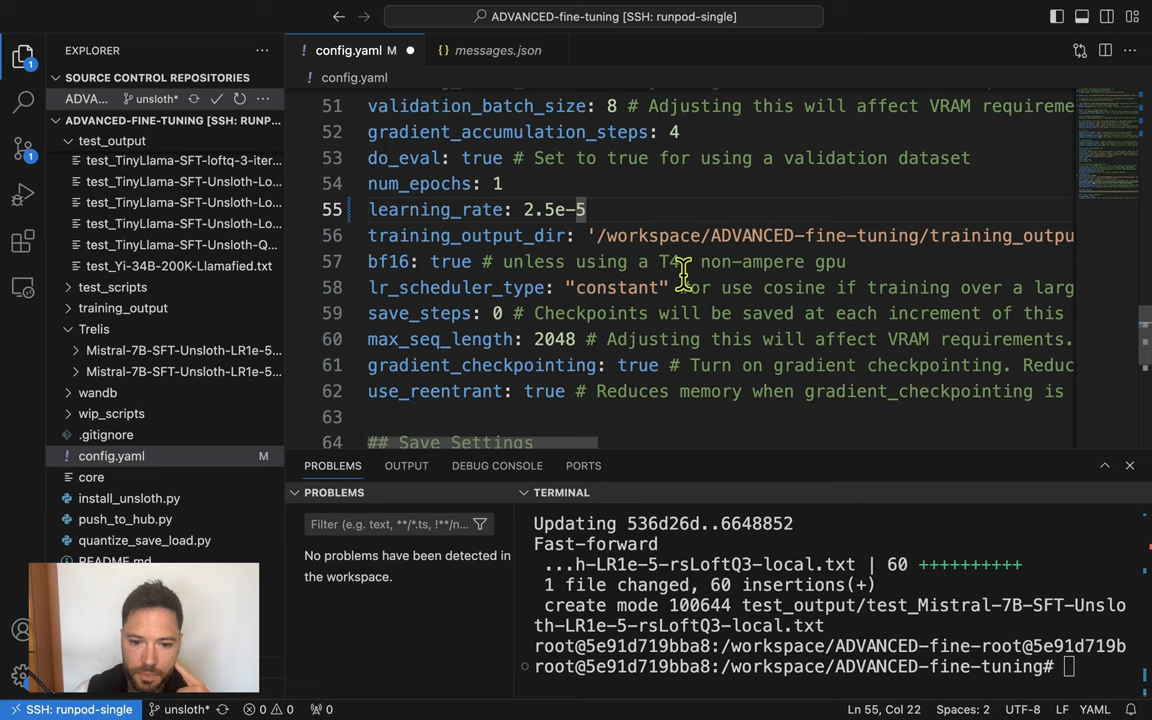 ADVANCED-fine-tuning [SSH: runpod-single]
EXPLORER
SOURCE CONTROL REPOSITORIES
ADVA... unsloth*
ADVANCED-FINE-TUNING [SSH: RUNP...
test_output
test_TinyLlama-SFT-loftq-3-iter...
test_TinyLlama-SFT-Unsloth-Lo...
test_TinyLlama-SFT-Unsloth-Lo...
test_TinyLlama-SFT-Unsloth-Lo...
test_TinyLlama-SFT-Unsloth-Q...
test_Yi-34B-200K-Llamafied.txt
test_scripts
training_output
Trelis
Mistral-7B-SFT-Unsloth-LR1e-5...
Mistral-7B-SFT-Unsloth-LR1e-5...
wandb
wip_scripts
.gitignore
config.yaml M
core
install_unsloth.py
push_to_hub.py
quantize_save_load.py
README.md
! config.yaml M
{} messages.json
! config.yaml
51 validation_batch_size: 8 # Adjusting this will affect VRAM requireme
52 gradient_accumulation_steps: 4
53 do_eval: true # Set to true for using a validation dataset
54 num_epochs: 1
55 learning_rate: 2.5e-5
56 training_output_dir: '/workspace/ADVANCED-fine-tuning/training_outpu
57 bf16: true # unless using a T4 non-ampere gpu
58 lr_scheduler_type: "constant" or use cosine if training over a larg
59 save_steps: 0 # Checkpoints will be saved at each increment of this
60 max_seq_length: 2048 # Adjusting this will affect VRAM requirements.
61 gradient_checkpointing: true # Turn on gradient checkpointing. Reduc
62 use_reentrant: true # Reduces memory when gradient_checkpointing is
63
64 ## Save Settings
PROBLEMS OUTPUT DEBUG CONSOLE PORTS
PROBLEMS
Filter (e.g. text, **/*.ts, !**/n...
No problems have been detected in
the workspace.
TERMINAL
Updating 536d26d..6648852
Fast-forward
...h-LR1e-5-rsLoftQ3-local.txt | 60 ++++++++++
1 file changed, 60 insertions(+)
create mode 100644 test_output/test_Mistral-7B-SFT-Unslo
th-LR1e-5-rsLoftQ3-local.txt
root@5e91d719bba8:/workspace/ADVANCED-fine-root@5e91d719b
root@5e91d719bba8:/workspace/ADVANCED-fine-tuning#
1
1
SSH: runpod-single unsloth* 0 0 0 Ln 55, Col 22 Spaces: 2 UTF-8 LF YAML